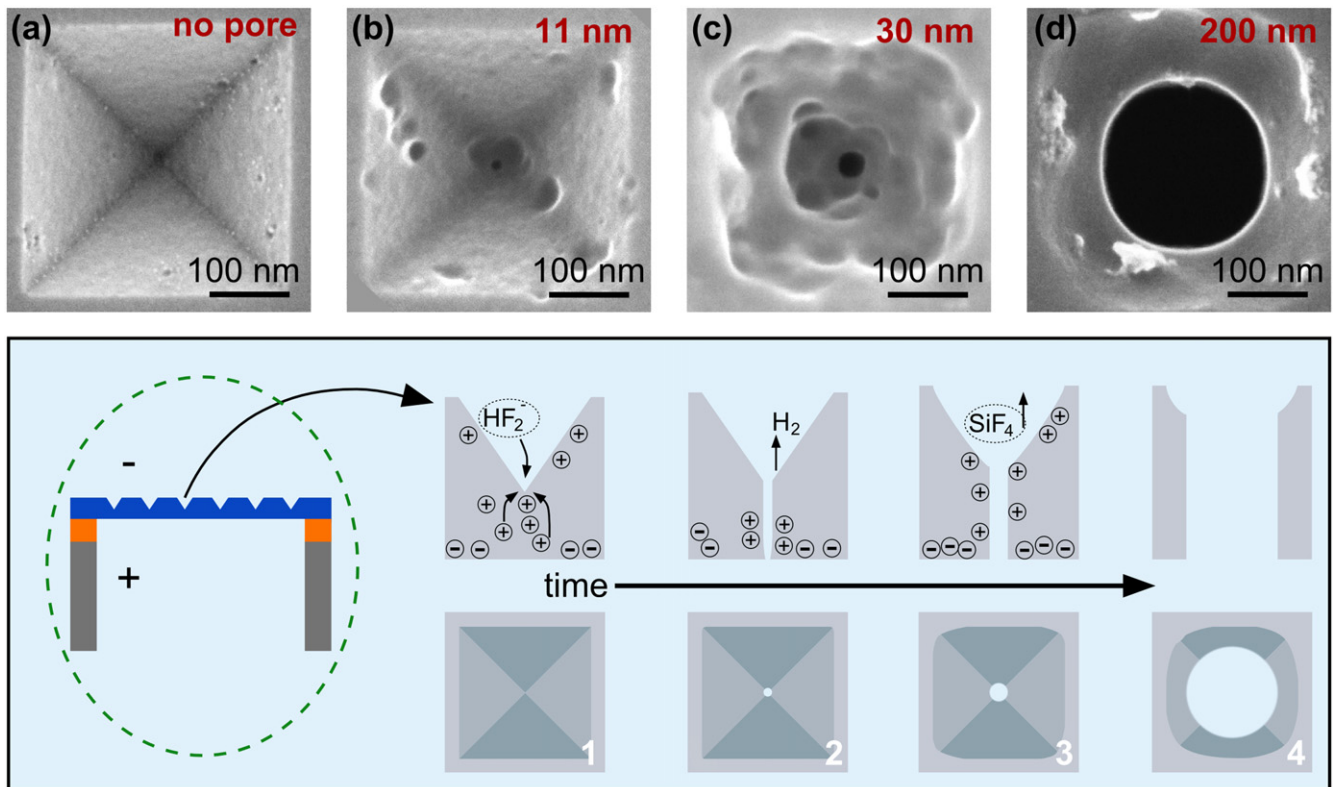 (a) no pore
(b) 11 nm
(c) 30 nm
(d) 200 nm
100 nm
100 nm
100 nm
100 nm
-
+
HF₂⁻
H₂
SiF₄
+ +
+ +
+ + + + +
- - - -
+ + + +
- - - -
+ + + + + +
- - - - - -
time
1
2
3
4